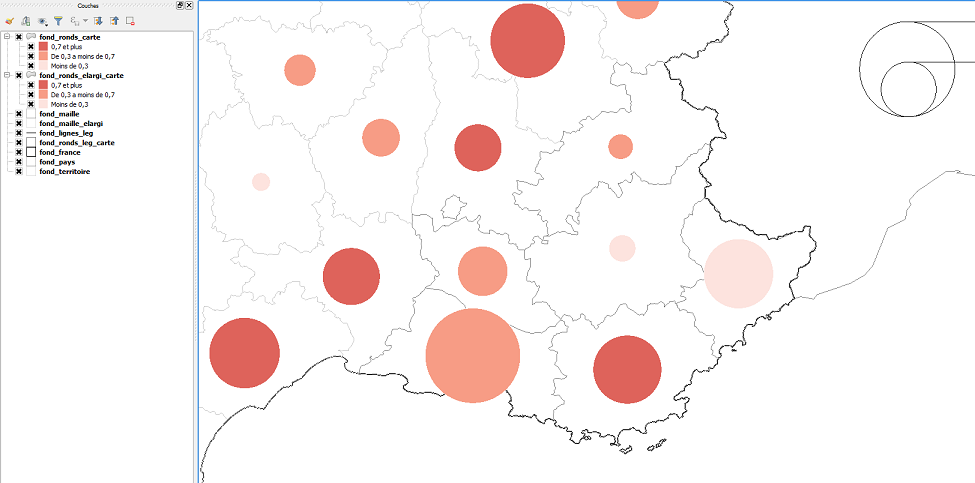 Couches
fond_ronds_carte
0,7 et plus
De 0,3 a moins de 0,7
Moins de 0,3
fond_ronds_elargi_carte
0,7 et plus
De 0,3 a moins de 0,7
Moins de 0,3
fond_maille
fond_maille_elargi
fond_lignes_leg
fond_ronds_leg_carte
fond_france
fond_pays
fond_territoire